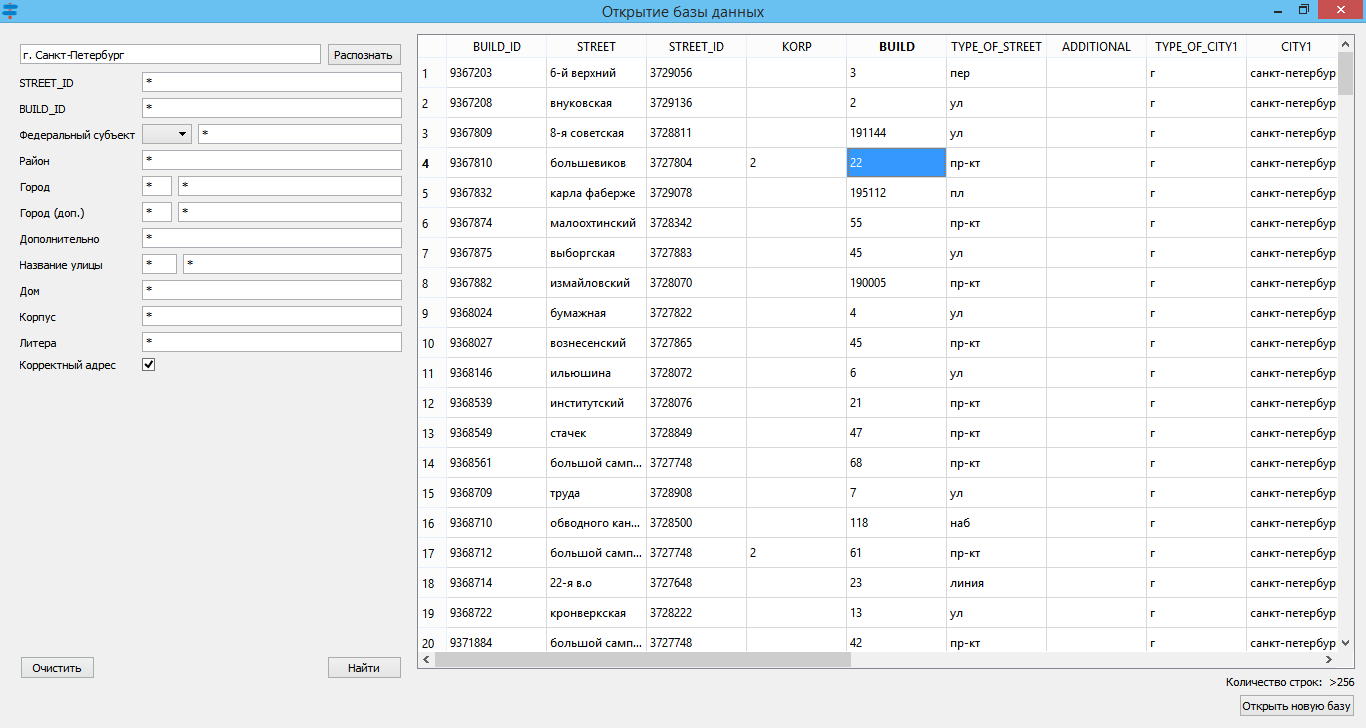 Открытие базы данных
г. Санкт-Петербург Распознать
STREET_ID *
BUILD_ID *
Федеральный субъект *
Район *
Город * *
Город (доп.) * *
Дополнительно *
Название улицы * *
Дом *
Корпус *
Литера *
Корректный адрес
Очистить Найти
BUILD_ID STREET STREET_ID KORP BUILD TYPE_OF_STREET ADDITIONAL TYPE_OF_CITY1 CITY1
1 9367203 6-й верхний 3729056 3 пер г санкт-петербур
2 9367208 внуковская 3729136 2 ул г санкт-петербур
3 9367809 8-я советская 3728811 191144 ул г санкт-петербур
4 9367810 большевиков 3727804 2 22 пр-кт г санкт-петербур
5 9367832 карла фаберже 3729078 195112 пл г санкт-петербур
6 9367874 малоохтинский 3728342 55 пр-кт г санкт-петербур
7 9367875 выборгская 3727883 45 ул г санкт-петербур
8 9367882 измайловский 3728070 190005 пр-кт г санкт-петербур
9 9368024 бумажная 3727822 4 ул г санкт-петербур
10 9368027 вознесенский 3727865 45 пр-кт г санкт-петербур
11 9368146 ильюшина 3728072 6 ул г санкт-петербур
12 9368539 институтский 3728076 21 пр-кт г санкт-петербур
13 9368549 стачек 3728849 47 пр-кт г санкт-петербур
14 9368561 большой самп... 3727748 68 пр-кт г санкт-петербур
15 9368709 труда 3728908 7 ул г санкт-петербур
16 9368710 обводного кан... 3728500 118 наб г санкт-петербур
17 9368712 большой самп... 3727748 2 61 пр-кт г санкт-петербур
18 9368714 22-я в.о 3727648 23 линия г санкт-петербур
19 9368722 кронверкская 3728222 13 ул г санкт-петербур
20 9371884 большой самп... 3727748 42 пр-кт г санкт-петербур
Количество строк: >256
Открыть новую базу